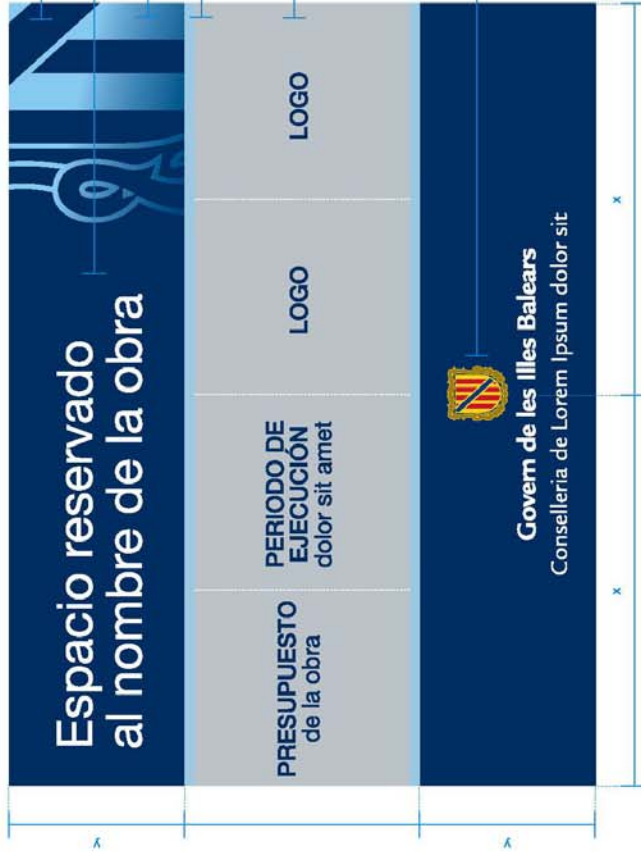 Espacio reservado
al nombre de la obra
PRESUPUESTO
de la obra
PERIODO DE
EJECUCIÓN
dolor sit amet
LOGO
LOGO
Govern de les Illes Balears
Conselleria de Lorem Ipsum dolor sit
y
y
x
x